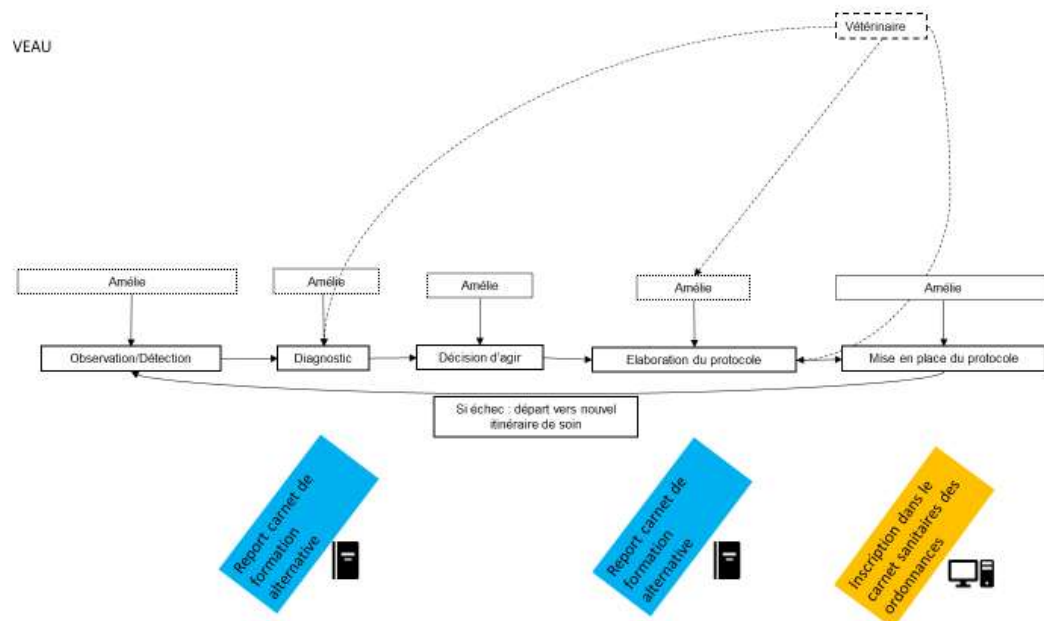 Vétérinaire
VEAU
Amélie
Amélie
Amélie
Amélie
Amélie
Observation/Détection
Diagnostic
Décision d'agir
Elaboration du protocole
Mise en place du protocole
Si échec : départ vers nouvel
itinéraire de soin
Report carnet de
formation
alternative
Report carnet de
formation
alternative
Inscription dans le
carnet sanitaires des
ordonnances